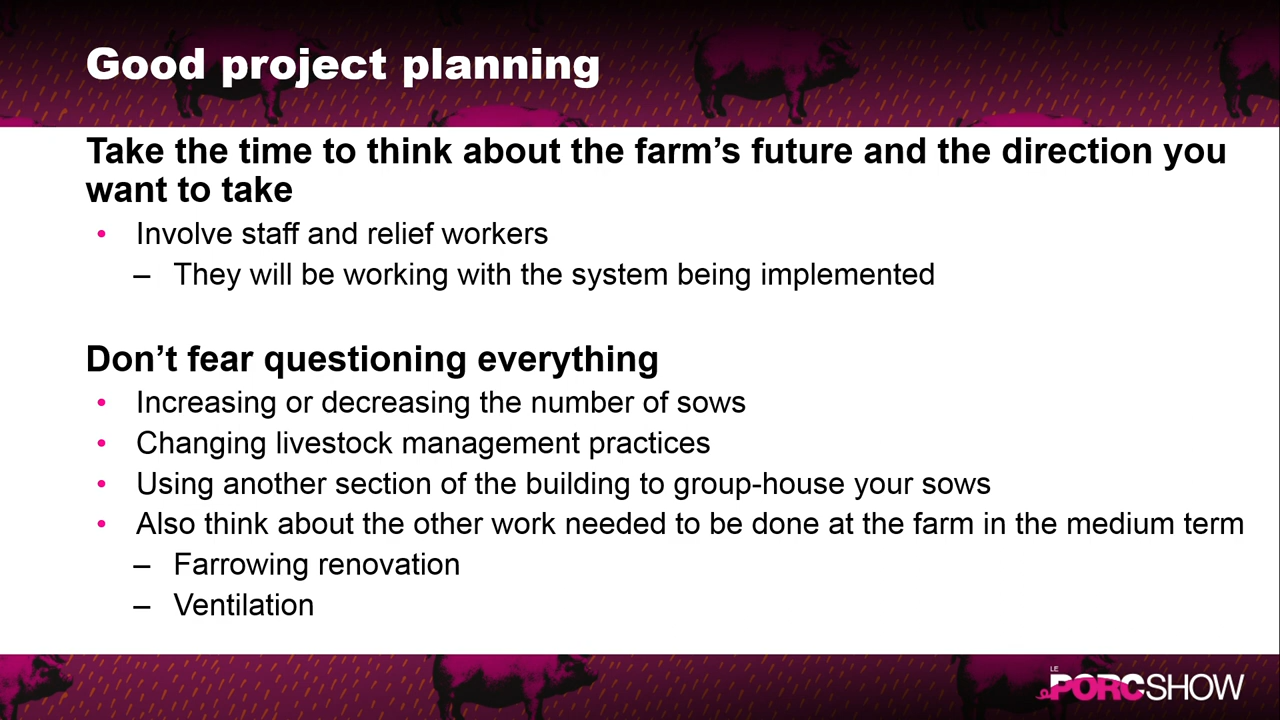 Good project planning
Take the time to think about the farm’s future and the direction you
want to take
• Involve staff and relief workers
– They will be working with the system being implemented
Don’t fear questioning everything
• Increasing or decreasing the number of sows
• Changing livestock management practices
• Using another section of the building to group-house your sows
• Also think about the other work needed to be done at the farm in the medium term
– Farrowing renovation
– Ventilation
LE
PORCSHOW